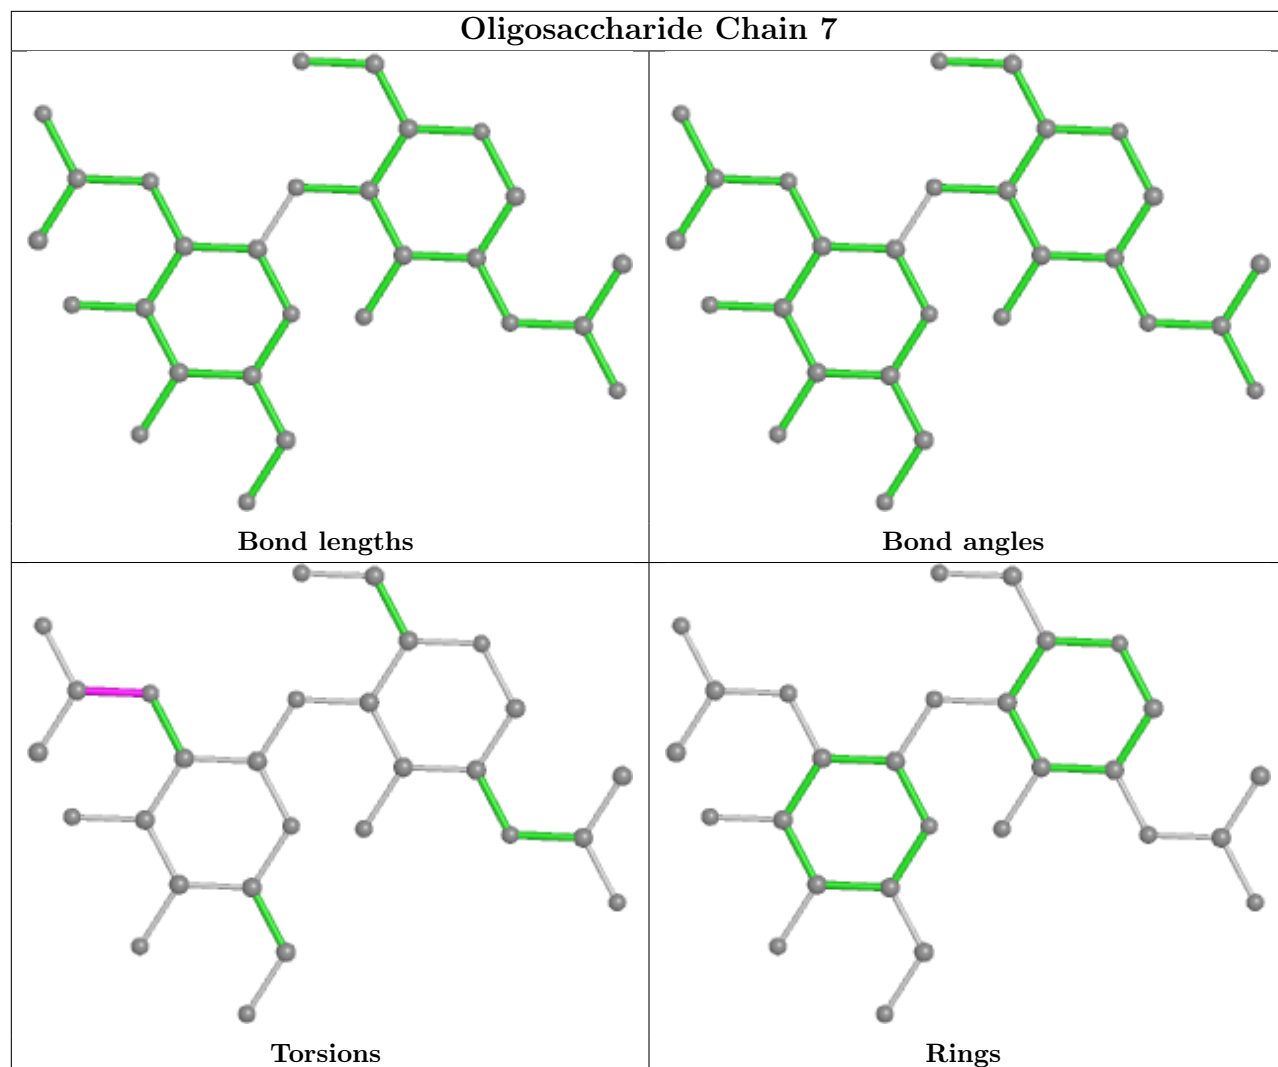 Oligosaccharide Chain 7
Bond lengths
Bond angles
Torsions
Rings